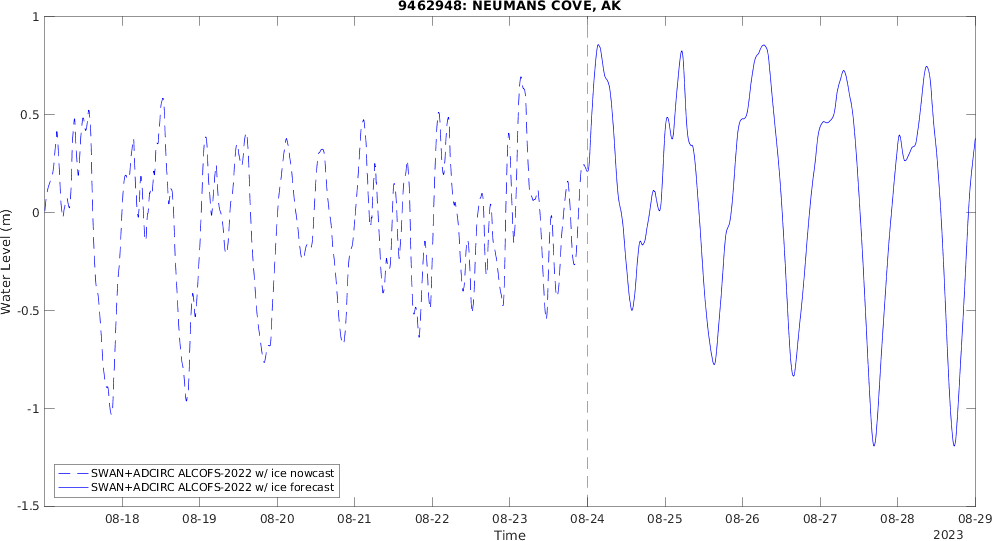 9462948: NEUMANS COVE, AK
1
0.5
0
-0.5
-1
-1.5
Water Level (m)
SWAN+ADCIRC ALCOFS-2022 w/ ice nowcast
SWAN+ADCIRC ALCOFS-2022 w/ ice forecast
08-18 08-19 08-20 08-21 08-22 08-23 08-24 08-25 08-26 08-27 08-28 08-29
Time
2023